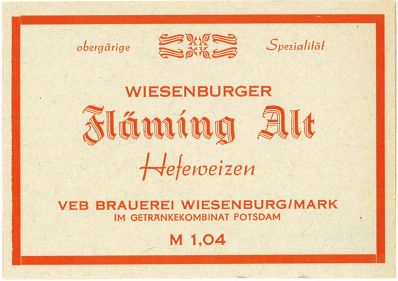 obergärige Spezialität
WIESENBURGER
Fläming Alt
Hefeweizen
VEB BRAUEREI WIESENBURG/MARK
IM GETRÄNKEKOMBINAT POTSDAM
M 1,04